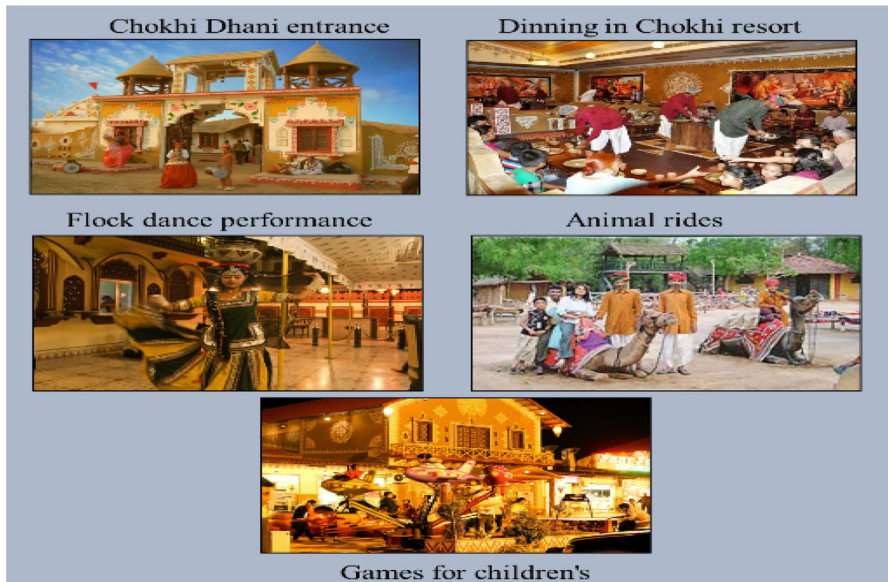 Chokhi Dhani entrance
Dinning in Chokhi resort
Flock dance performance
Animal rides
Games for children's